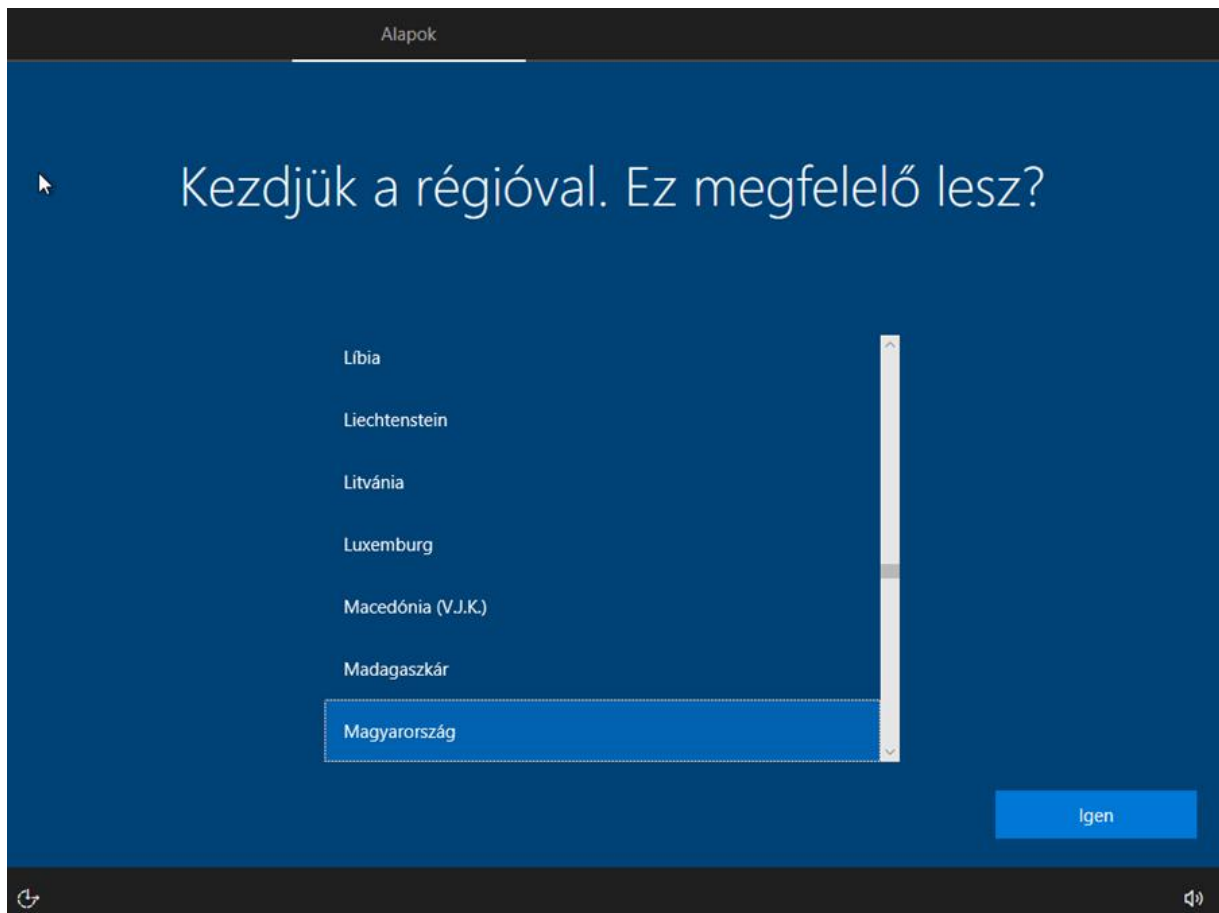 Alapok
Kezdjük a régióval. Ez megfelelő lesz?
Líbia
Liechtenstein
Litvánia
Luxemburg
Macedónia (V.J.K.)
Madagaszkár
Magyarország
Igen